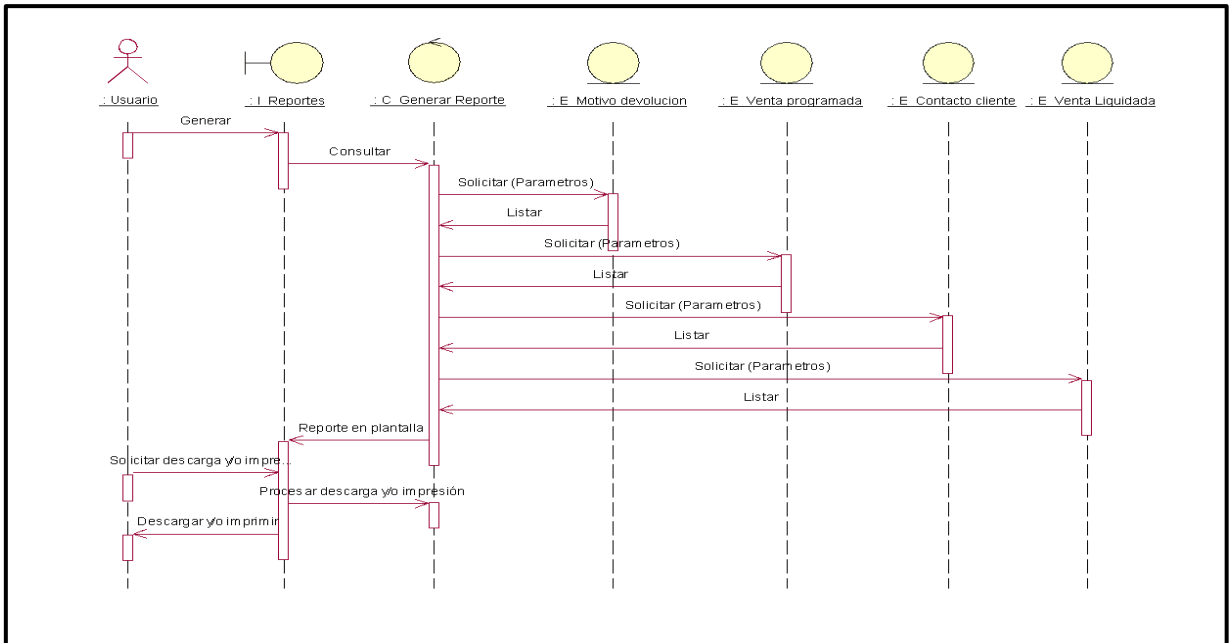 : Usuario
: I_Reportes
: C_Generar Reporte
: E_Motivo devolucion
: E_Venta programada
: E_Contacto cliente
: E_Venta Liquidada
Generar
Consultar
Solicitar (Parametros)
Listar
Solicitar (Parametros)
Listar
Solicitar (Parametros)
Listar
Solicitar (Parametros)
Listar
Reporte en plantalla
Solicitar descarga y/o impre...
Procesar descarga y/o impresión
Descargar y/o imprimir